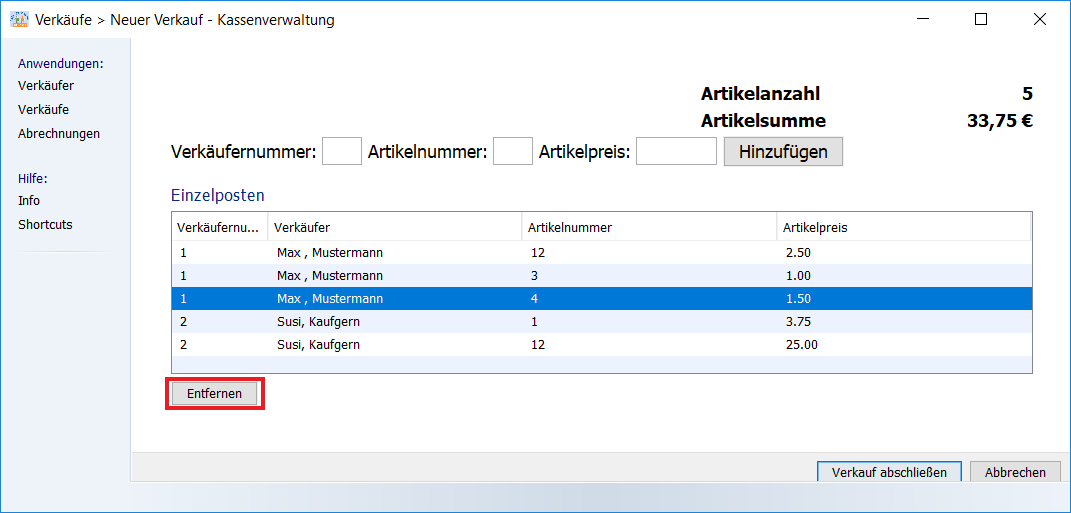 Verkäufe > Neuer Verkauf - Kassenverwaltung
Anwendungen:
Verkäufer
Verkäufe
Abrechnungen
Hilfe:
Info
Shortcuts
Artikelanzahl 5
Artikelsumme 33,75 €
Verkäufernummer: Artikelnummer: Artikelpreis: Hinzufügen
Einzelposten
Verkäufernu... Verkäufer Artikelnummer Artikelpreis
1 Max , Mustermann 12 2.50
1 Max , Mustermann 3 1.00
1 Max , Mustermann 4 1.50
2 Susi, Kaufgern 1 3.75
2 Susi, Kaufgern 12 25.00
Entfernen
Verkauf abschließen Abbrechen